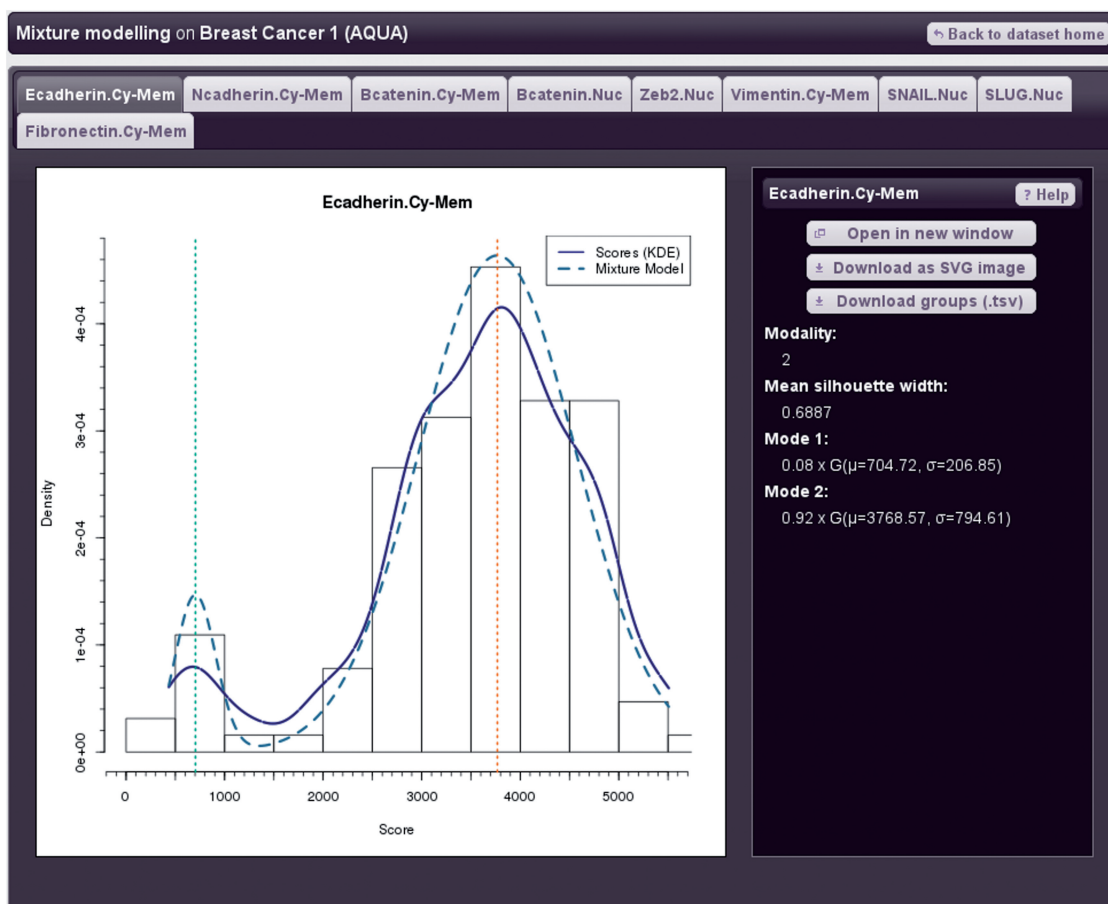 Mixture modelling on Breast Cancer 1 (AQUA)
Back to dataset home
Ecadherin.Cy-Mem
Ncadherin.Cy-Mem
Bcatenin.Cy-Mem
Bcatenin.Nuc
Zeb2.Nuc
Vimentin.Cy-Mem
SNAIL.Nuc
SLUG.Nuc
Fibronectin.Cy-Mem
Ecadherin.Cy-Mem
Scores (KDE)
Mixture Model
Density
4e-04
3e-04
2e-04
1e-04
0e+00
0
1000
2000
3000
4000
5000
Score
Ecadherin.Cy-Mem
? Help
Open in new window
Download as SVG image
Download groups (.tsv)
Modality:
2
Mean silhouette width:
0.6887
Mode 1:
0.08 x G(μ=704.72, σ=206.85)
Mode 2:
0.92 x G(μ=3768.57, σ=794.61)